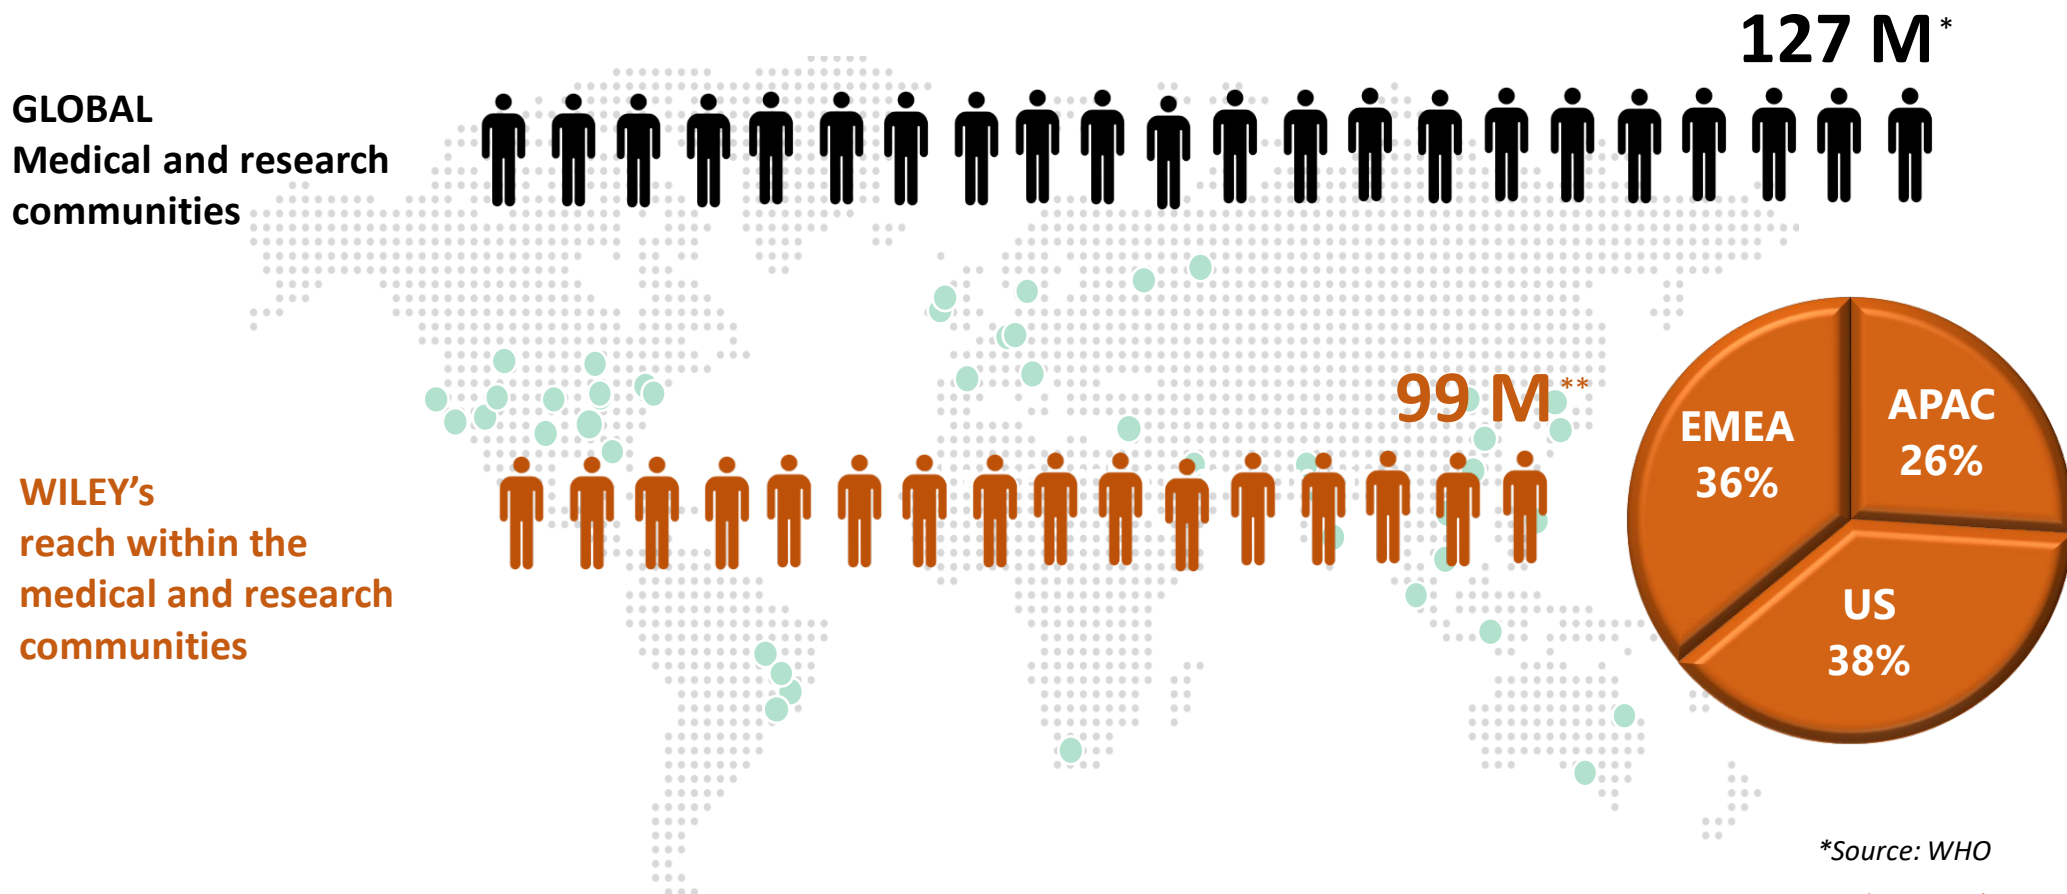 127 M*
GLOBAL
Medical and research
communities
99 M**
WILEY's
reach within the
medical and research
communities
EMEA
36%
APAC
26%
US
38%
*Source: WHO